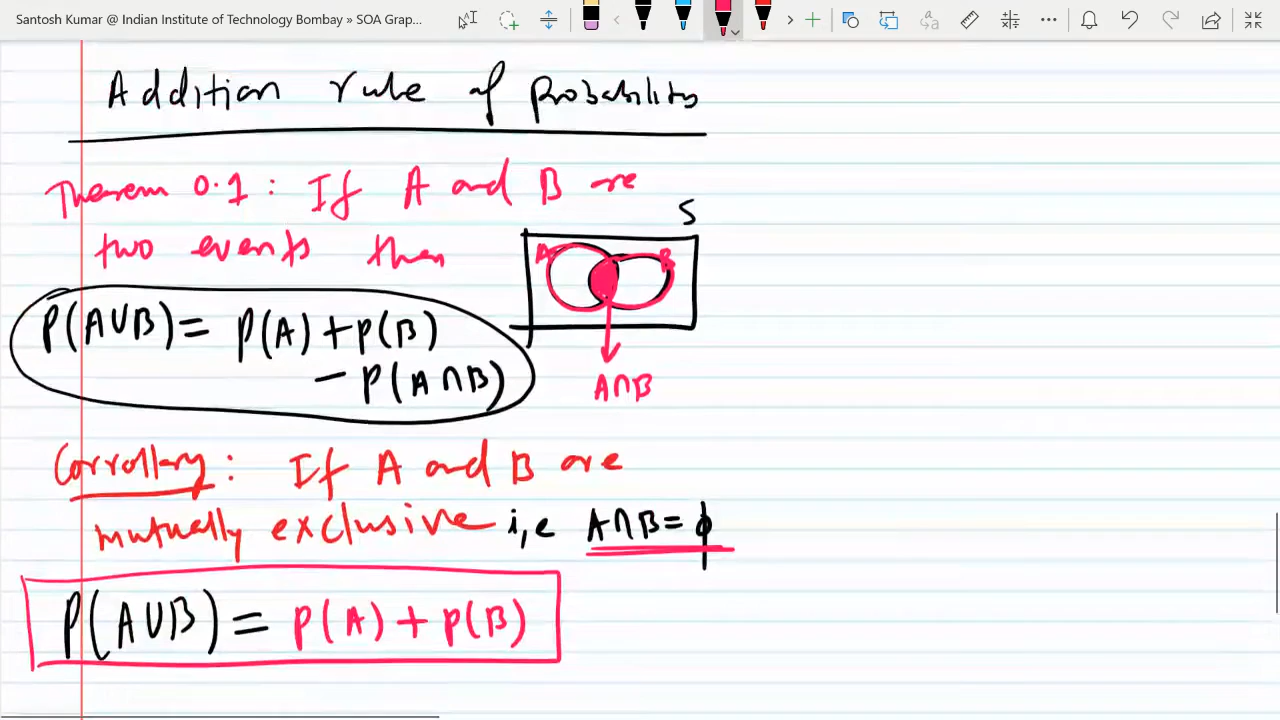 Santosh Kumar @ Indian Institute of Technology Bombay » SOA Grap...
Addition rule of probability
Theorem 0.1 : If A and B are
two events then
S
A B
P(A∪B) = P(A) + P(B)
- P(A∩B)
A∩B
Corrollary : If A and B are
mutually exclusive i,e A∩B = ϕ
P(A∪B) = P(A) + P(B)